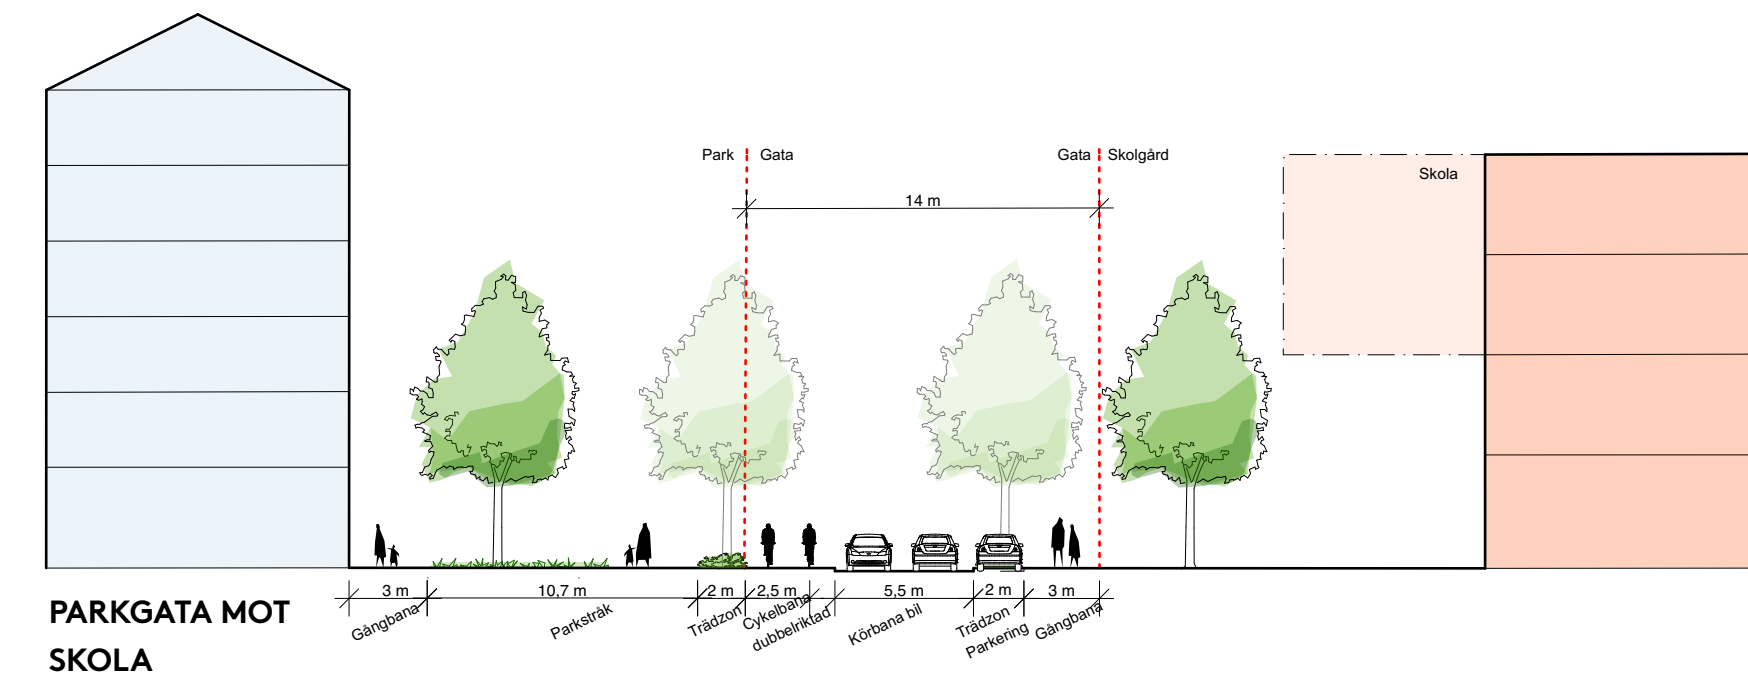 Park
Gata
Gata
Skolgård
Skola
14 m
3 m
10,7 m
2 m
2,5 m
5,5 m
2 m
3 m
Gångbana
Parkstråk
Trädzon
Cykelbana
dubbelriktad
Körbana bil
Trädzon
Parkering
Gångbana
PARKGATA MOT
SKOLA